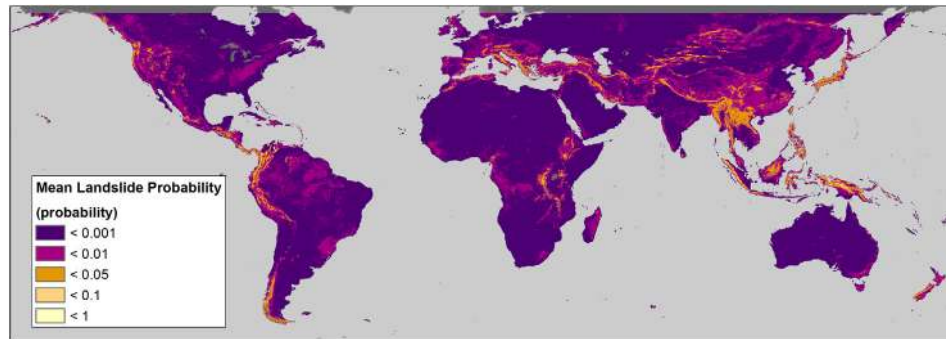 Mean Landslide Probability
(probability)
< 0.001
< 0.01
< 0.05
< 0.1
< 1